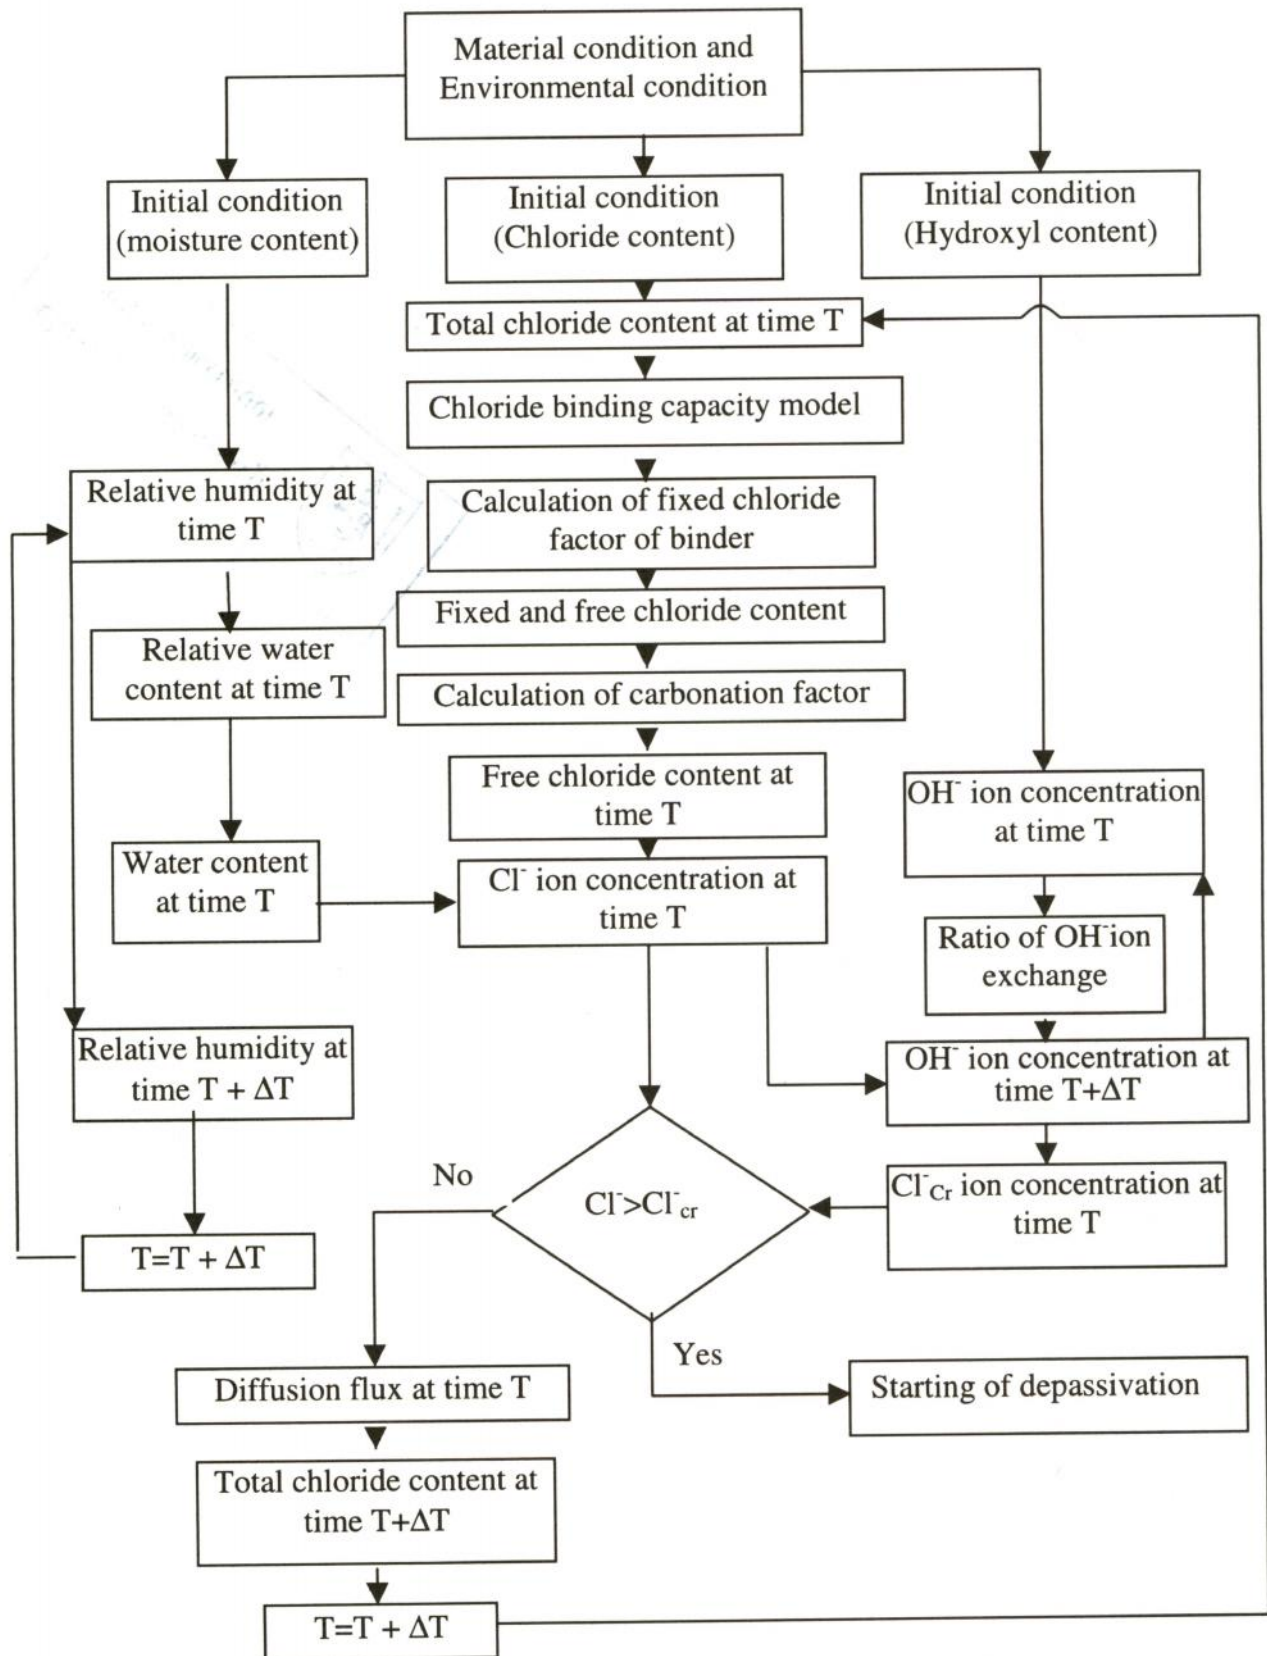 Material condition and
Environmental condition
Initial condition
(moisture content)
Initial condition
(Chloride content)
Initial condition
(Hydroxyl content)
Total chloride content at time T
Chloride binding capacity model
Relative humidity at
time T
Calculation of fixed chloride
factor of binder
Fixed and free chloride content
Relative water
content at time T
Calculation of carbonation factor
Free chloride content at
time T
OH⁻ ion concentration
at time T
Water content
at time T
Cl⁻ ion concentration at
time T
Ratio of OH⁻ion
exchange
Relative humidity at
time T + ΔT
OH⁻ ion concentration at
time T+ΔT
No
Cl⁻>Cl⁻cr
Cl⁻Cr ion concentration at
time T
T=T + ΔT
Yes
Diffusion flux at time T
Starting of depassivation
Total chloride content at
time T+ΔT
T=T + ΔT